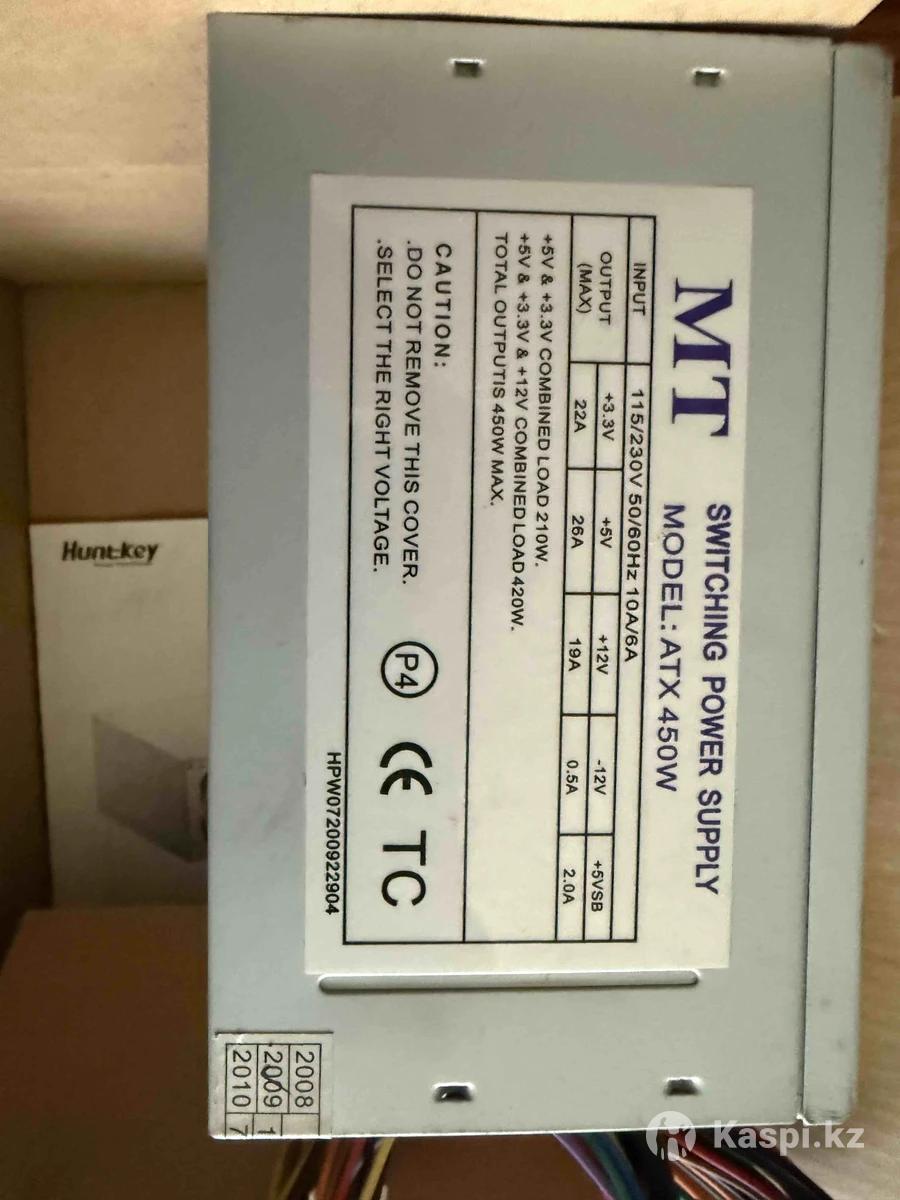 MT
SWITCHING POWER SUPPLY
MODEL: ATX 450W
INPUT 115/230V 50/60Hz 10A/6A
OUTPUT (MAX) +3.3V +5V +12V -12V +5VSB
22A 26A 19A 0.5A 2.0A
+5V & +3.3V COMBINED LOAD 210W.
+5V & +3.3V & +12V COMBINED LOAD 420W.
TOTAL OUTPUTIS 450W MAX.
CAUTION:
.DO NOT REMOVE THIS COVER.
.SELECT THE RIGHT VOLTAGE.
P4 CE TC
HPW07200922904
2008
2009 1
2010 7
Huntkey
Kaspi.kz